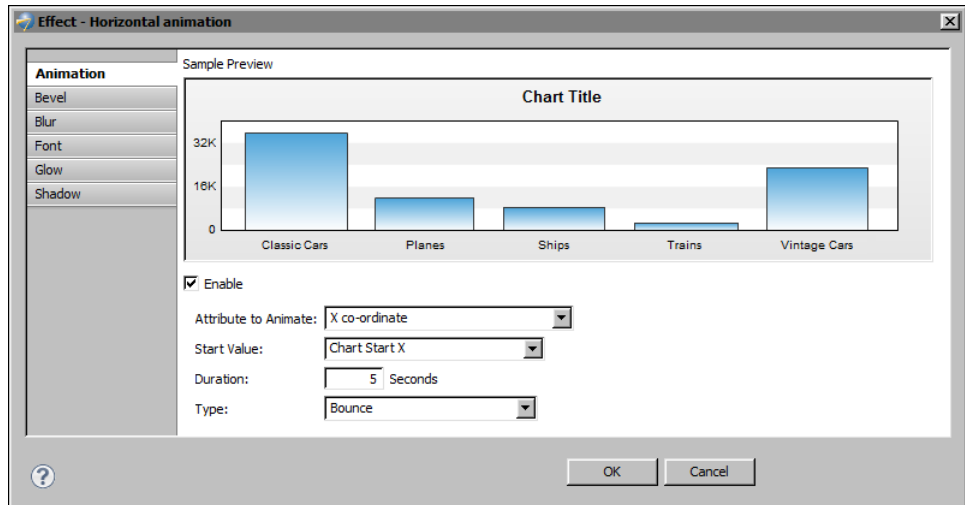 Effect - Horizontal animation
Animation
Bevel
Blur
Font
Glow
Shadow
Sample Preview
Chart Title
32K
16K
0
Classic Cars Planes Ships Trains Vintage Cars
Enable
Attribute to Animate: X co-ordinate
Start Value: Chart Start X
Duration: 5 Seconds
Type: Bounce
? OK Cancel